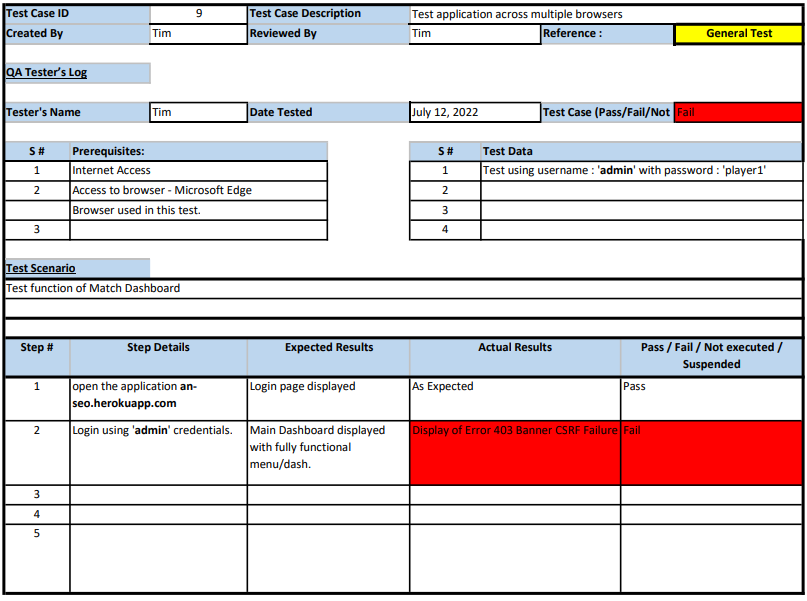 Test Case ID 9 Test Case Description Test application across multiple browsers
Created By Tim Reviewed By Tim Reference : General Test
QA Tester's Log
Tester's Name Tim Date Tested July 12, 2022 Test Case (Pass/Fail/Not Fail
S # Prerequisites: S # Test Data
1 Internet Access 1 Test using username : 'admin' with password : 'player1'
2 Access to browser - Microsoft Edge 2
Browser used in this test. 3
3 4
Test Scenario
Test function of Match Dashboard
Step # Step Details Expected Results Actual Results Pass / Fail / Not executed /
Suspended
1 open the application an- Login page displayed As Expected Pass
seo.herokuapp.com
2 Login using 'admin' credentials. Main Dashboard displayed Display of Error 403 Banner CSRF Failure Fail
with fully functional
menu/dash.
3
4
5